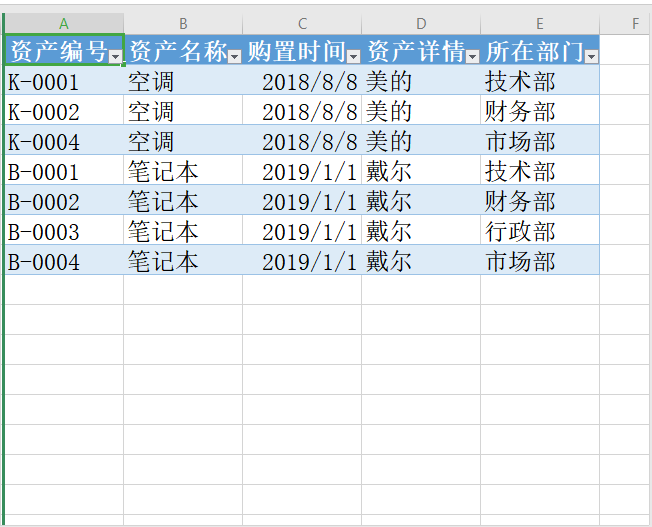 A B C D E F
资产编号 资产名称 购置时间 资产详情 所在部门
K-0001 空调 2018/8/8 美的 技术部
K-0002 空调 2018/8/8 美的 财务部
K-0004 空调 2018/8/8 美的 市场部
B-0001 笔记本 2019/1/1 戴尔 技术部
B-0002 笔记本 2019/1/1 戴尔 财务部
B-0003 笔记本 2019/1/1 戴尔 行政部
B-0004 笔记本 2019/1/1 戴尔 市场部